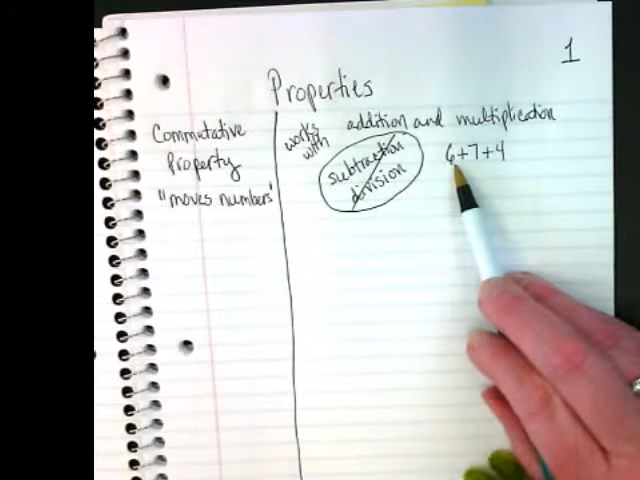 1
Properties
Commutative
Property
"moves numbers"
works
with
addition and multiplication
subtraction
division
6+7+4